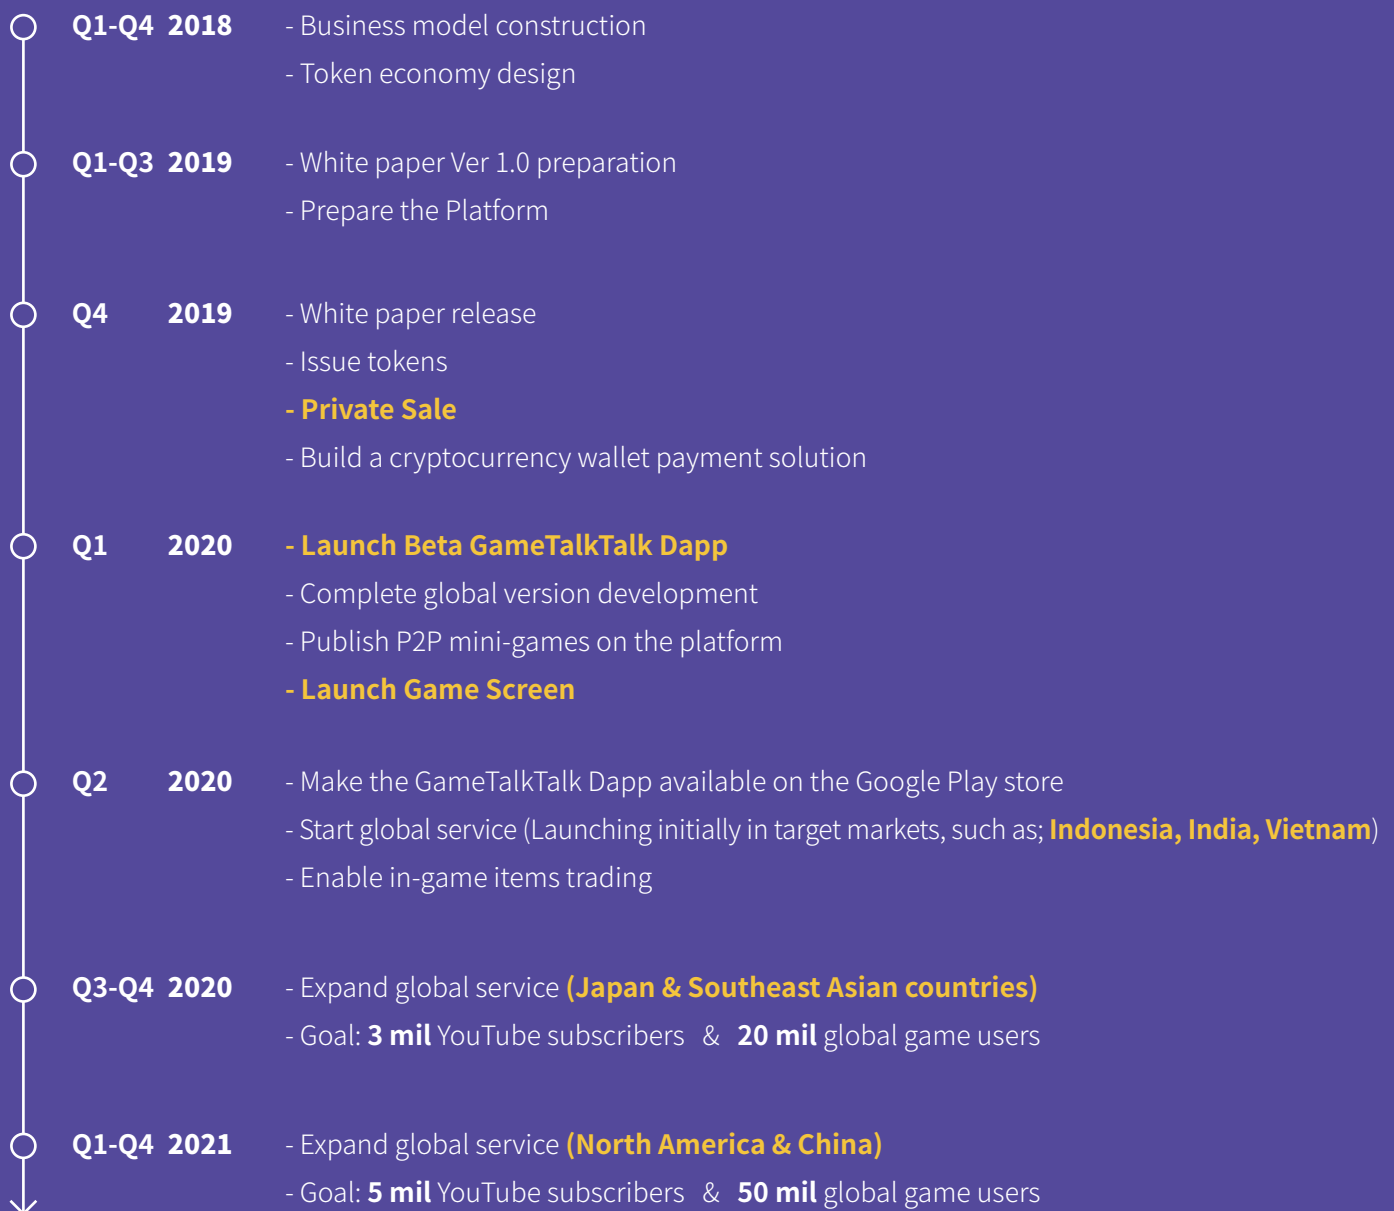 Q1-Q4 2018 - Business model construction
- Token economy design
Q1-Q3 2019 - White paper Ver 1.0 preparation
- Prepare the Platform
Q4 2019 - White paper release
- Issue tokens
- Private Sale
- Build a cryptocurrency wallet payment solution
Q1 2020 - Launch Beta GameTalkTalk Dapp
- Complete global version development
- Publish P2P mini-games on the platform
- Launch Game Screen
Q2 2020 - Make the GameTalkTalk Dapp available on the Google Play store
- Start global service (Launching initially in target markets, such as; Indonesia, India, Vietnam)
- Enable in-game items trading
Q3-Q4 2020 - Expand global service (Japan & Southeast Asian countries)
- Goal: 3 mil YouTube subscribers & 20 mil global game users
Q1-Q4 2021 - Expand global service (North America & China)
- Goal: 5 mil YouTube subscribers & 50 mil global game users